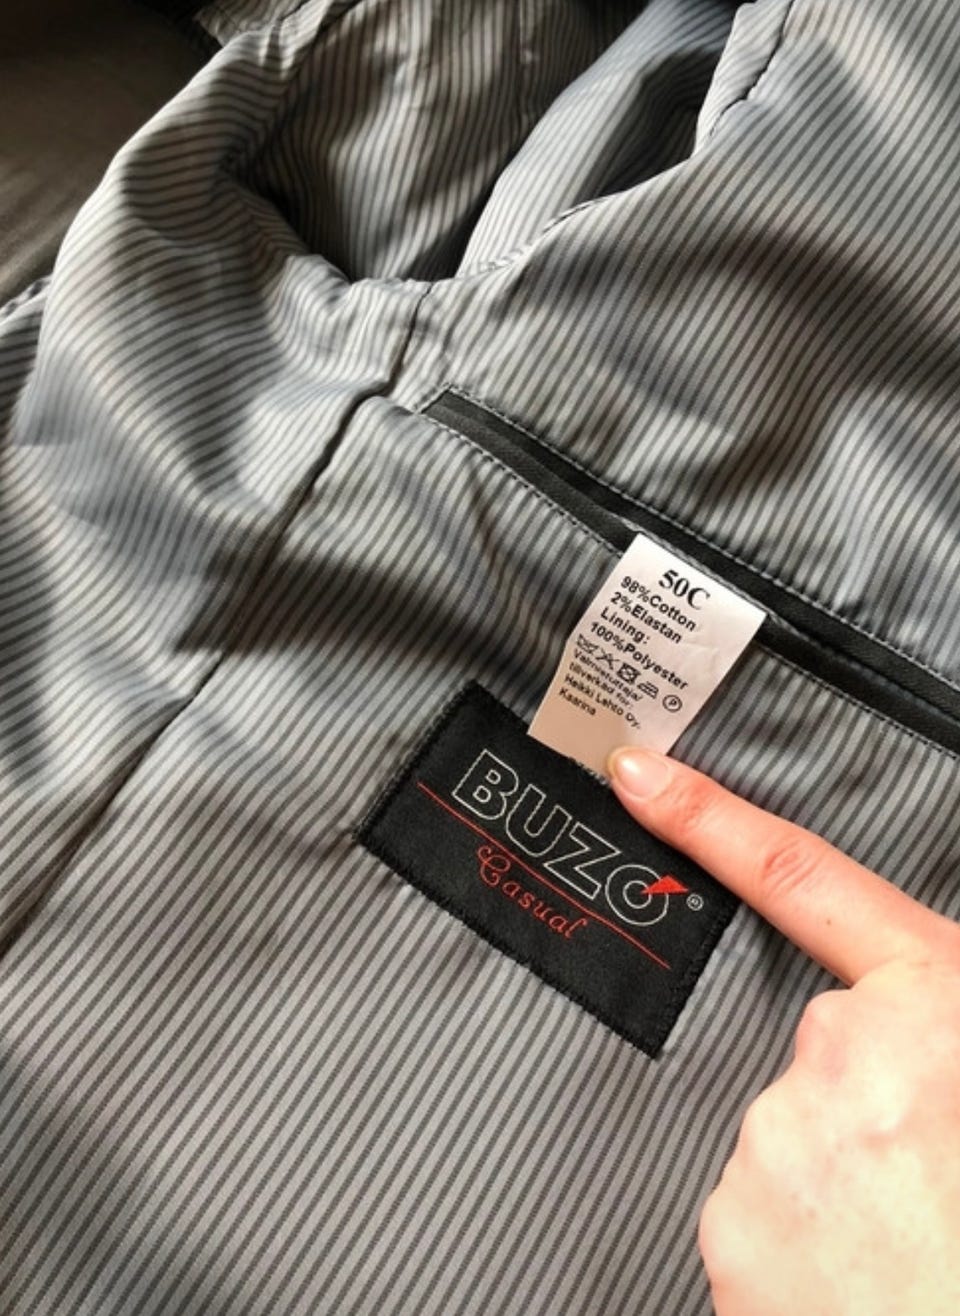 50C
98%Cotton
2%Elastan
Lining:
100%Polyester
P
Valmistuttaja/
tillverkad för:
Heikki Lehto Oy,
Kaarina
BUZO®
Casual